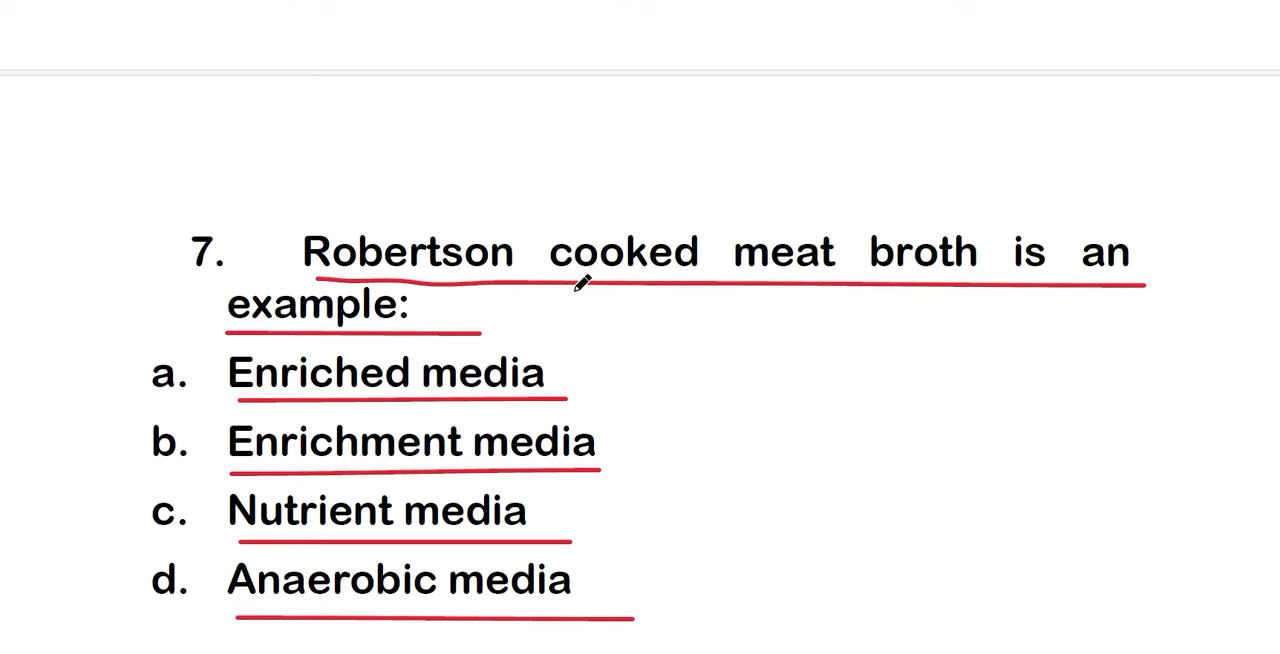 7. Robertson cooked meat broth is an
example:
a. Enriched media
b. Enrichment media
c. Nutrient media
d. Anaerobic media